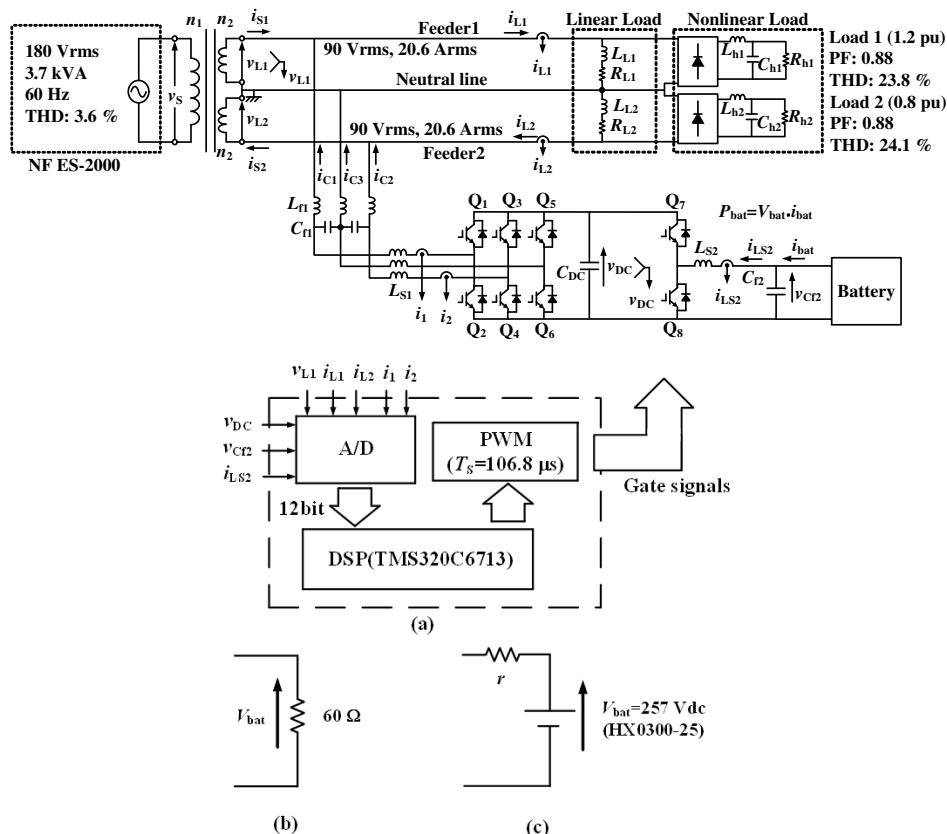 n1 n2 iS1 Feeder1 iL1 Linear Load Nonlinear Load
180 Vrms
3.7 kVA
60 Hz
THD: 3.6 %
NF ES-2000
vS
vL1
vL1
vL2
n2
iS2
90 Vrms, 20.6 Arms
iL1
Neutral line
90 Vrms, 20.6 Arms
iL2
Feeder2
iL2
LL1
RL1
LL2
RL2
Lh1
Ch1
Rh1
Lh2
Ch2
Rh2
Load 1 (1.2 pu)
PF: 0.88
THD: 23.8 %
Load 2 (0.8 pu)
PF: 0.88
THD: 24.1 %
iC1 iC3 iC2
Lf1
Cf1
LS1
i1 i2
Q1 Q3 Q5 Q7
Q2 Q4 Q6 Q8
CDC
vDC
vDC
Pbat=Vbat·ibat
LS2
iLS2
ibat
iLS2
Cf2
vCf2
Battery
vL1 iL1 iL2 i1 i2
vDC
vCf2
iLS2
A/D
PWM
(TS=106.8 μs)
Gate signals
12bit
DSP(TMS320C6713)
(a)
Vbat
60 Ω
(b)
r
Vbat=257 Vdc
(HX0300-25)
(c)